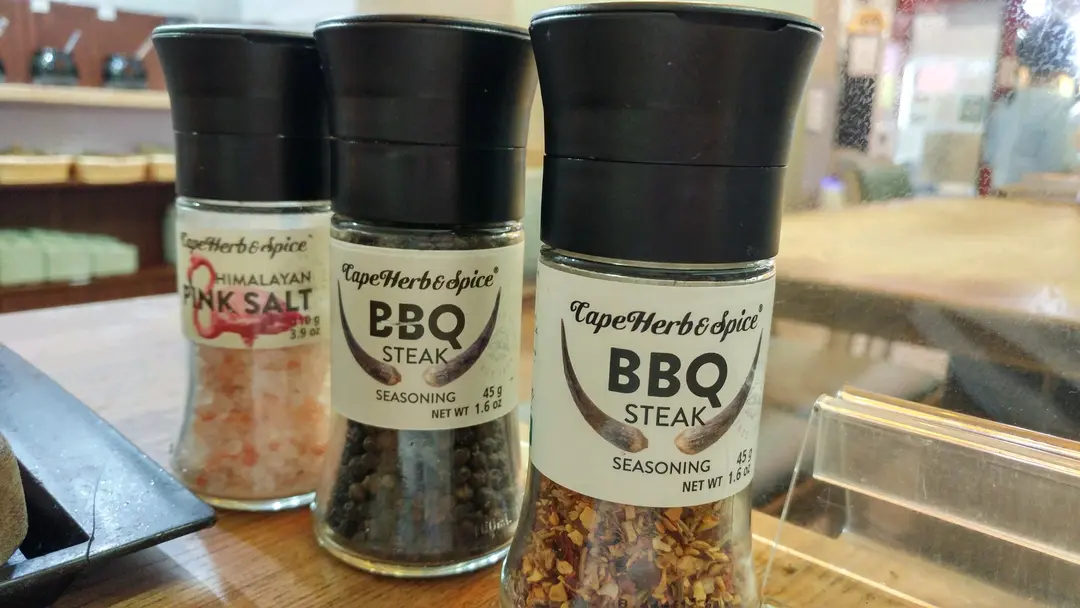 CapeHerb&Spice
HIMALAYAN
PINK SALT
110 g
3.9 oz
CapeHerb&Spice®
BBQ
STEAK
SEASONING
45 g
NET WT 1.6 oz
CapeHerb&Spice®
BBQ
STEAK
SEASONING
45 g
NET WT 1.6 oz